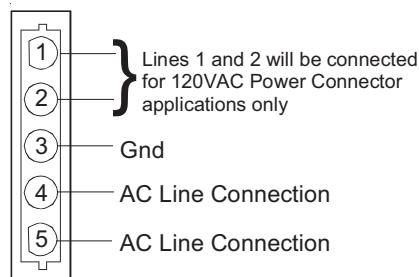 1
Lines 1 and 2 will be connected
for 120VAC Power Connector
2
applications only
3
Gnd
4
AC Line Connection
5
AC Line Connection